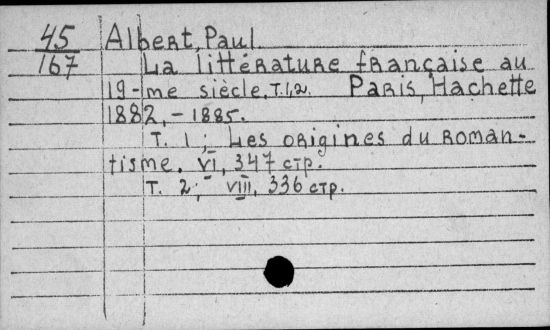 45 Albert, Paul.
167 La littérature française au
19-me siècle. T.1,2. Paris, Hachette
1882, - 1885.
T. 1; Les origines du roman-
tisme. VI, 347 стр.
T. 2; VIII, 336 стр.